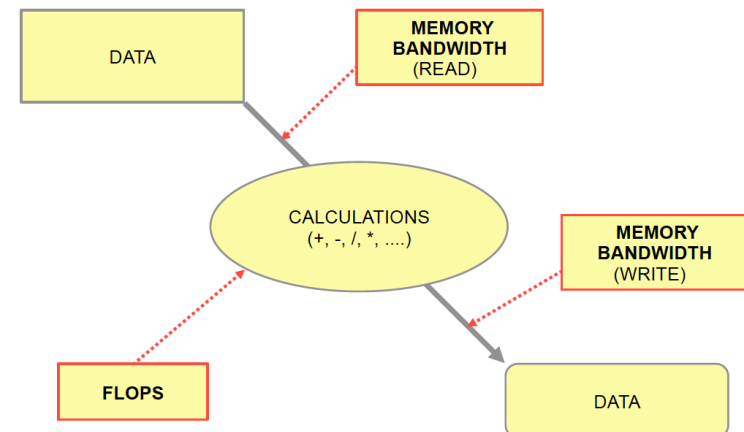 DATA
MEMORY
BANDWIDTH
(READ)
CALCULATIONS
(+, -, /, *, ....)
MEMORY
BANDWIDTH
(WRITE)
FLOPS
DATA